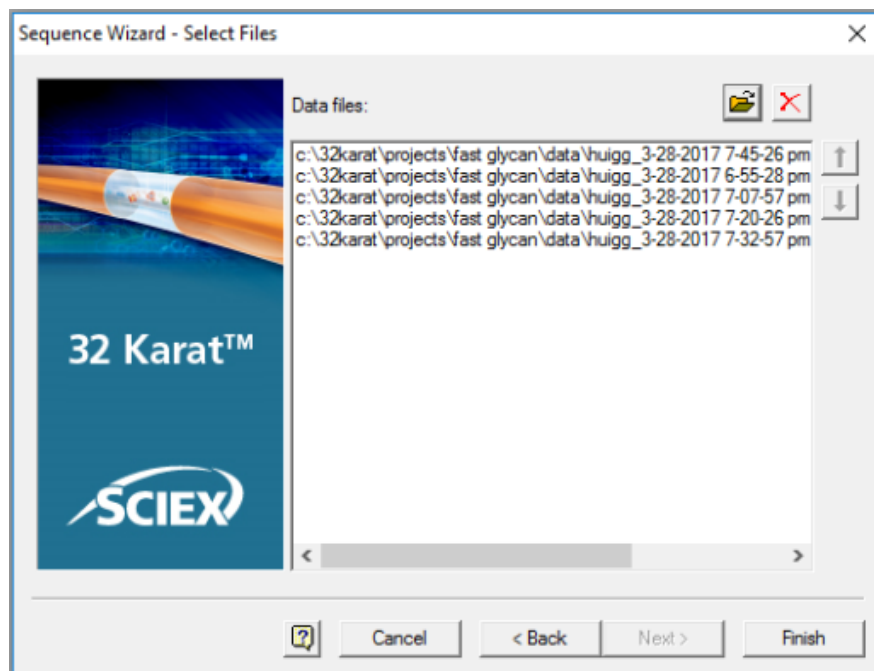 Sequence Wizard - Select Files
Data files:
c:\32karat\projects\fast glycan\data\huigg_3-28-2017 7-45-26 pm
c:\32karat\projects\fast glycan\data\huigg_3-28-2017 6-55-28 pm
c:\32karat\projects\fast glycan\data\huigg_3-28-2017 7-07-57 pm
c:\32karat\projects\fast glycan\data\huigg_3-28-2017 7-20-26 pm
c:\32karat\projects\fast glycan\data\huigg_3-28-2017 7-32-57 pm
32 Karat™
SCIEX
Cancel
< Back
Next >
Finish